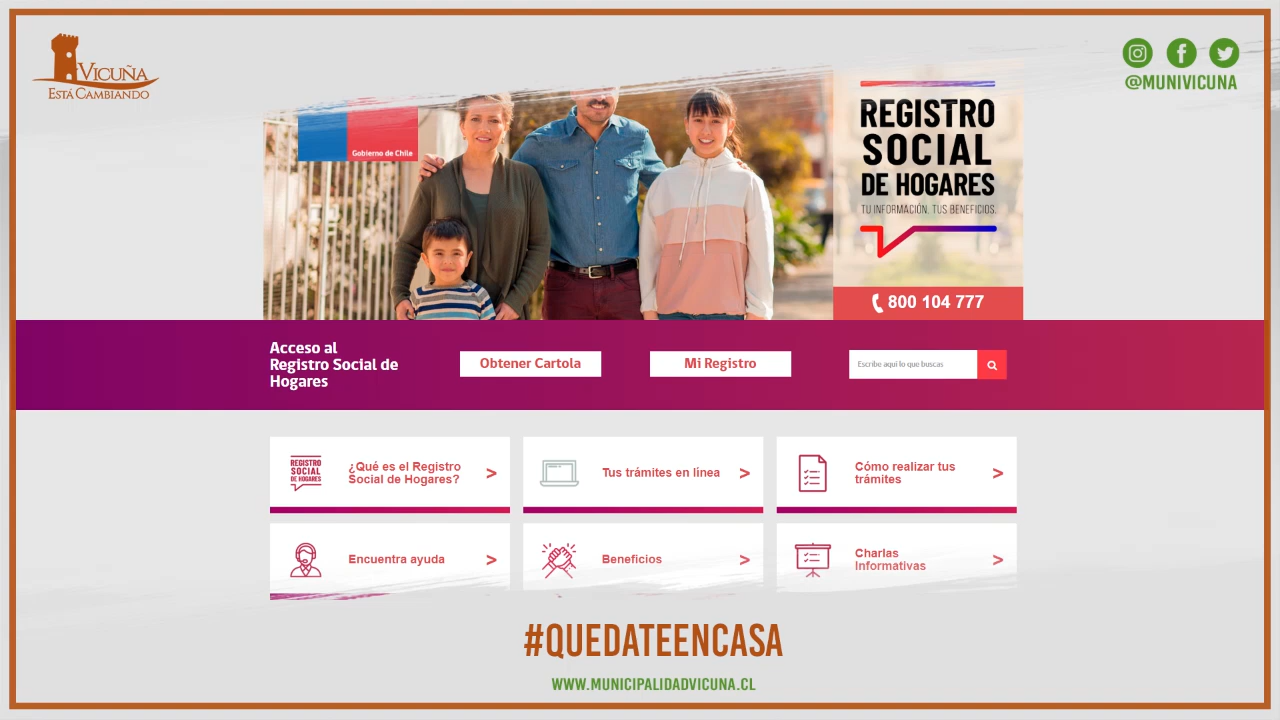 VICUÑA
ESTÁ CAMBIANDO
@MUNIVICUNA
Gobierno de Chile
REGISTRO
SOCIAL
DE HOGARES
TU INFORMACIÓN. TUS BENEFICIOS.
800 104 777
Acceso al
Registro Social de
Hogares
Obtener Cartola
Mi Registro
Escribe aquí lo que buscas
REGISTRO
SOCIAL
DE HOGARES
¿Qué es el Registro
Social de Hogares?
>
Tus trámites en línea
>
Cómo realizar tus
trámites
>
Encuentra ayuda
>
Beneficios
>
Charlas
Informativas
>
#QUEDATEENCASA
WWW.MUNICIPALIDADVICUNA.CL